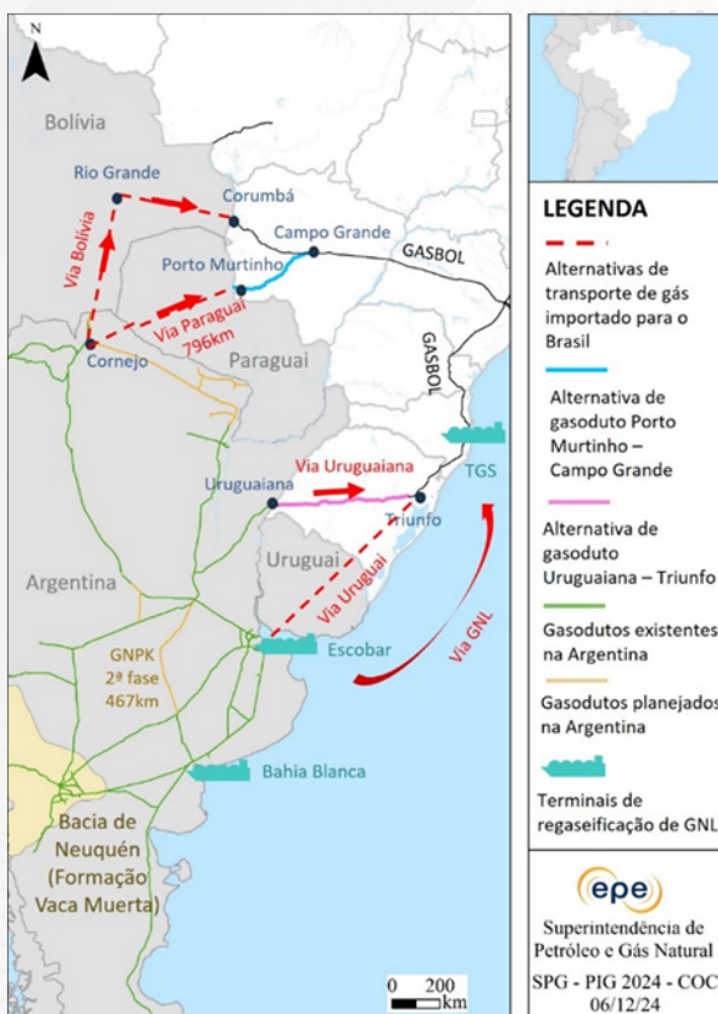 N
Bolívia
Rio Grande
Corumbá
Via Bolívia
Campo Grande
GASBOL
Porto Murtinho
Via Paraguai
796km
Cornejo
Paraguai
GASBOL
TGS
Uruguaiana
Via Uruguaiana
Triunfo
Argentina
Uruguai
Via Uruguai
Via GNL
GNPK
2ª fase
467km
Escobar
Bahia Blanca
Bacia de
Neuquén
(Formação
Vaca Muerta)
0 200
km
LEGENDA
Alternativas de
transporte de gás
importado para o
Brasil
Alternativa de
gasoduto Porto
Murtinho –
Campo Grande
Alternativa de
gasoduto
Uruguaiana – Triunfo
Gasodutos existentes
na Argentina
Gasodutos planejados
na Argentina
Terminais de
regaseificação de GNL
epe
Superintendência de
Petróleo e Gás Natural
SPG - PIG 2024 - COC
06/12/24